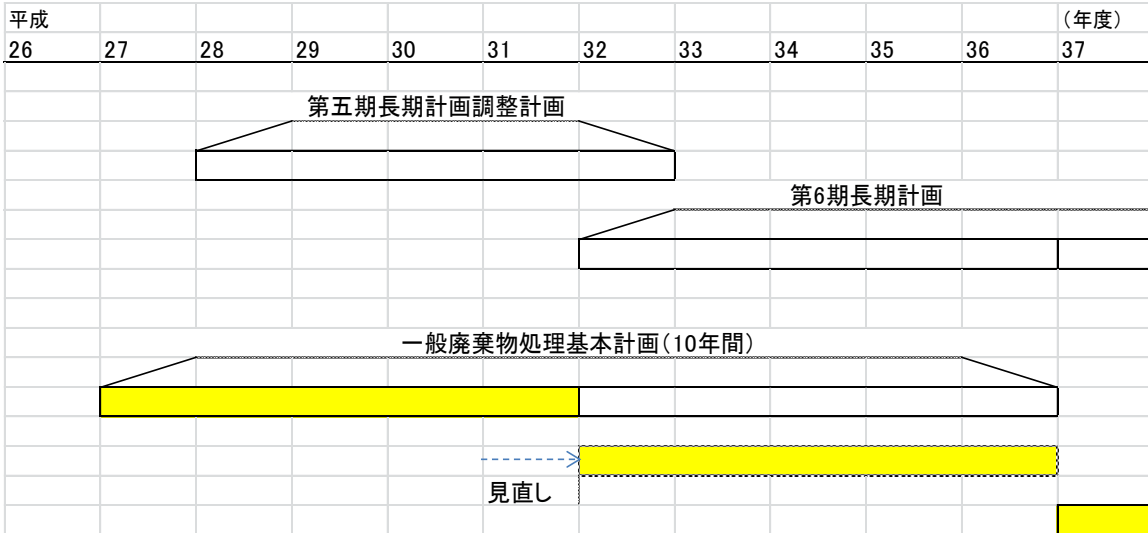 平成 (年度)
26 27 28 29 30 31 32 33 34 35 36 37
第五期長期計画調整計画
第6期長期計画
一般廃棄物処理基本計画(10年間)
見直し